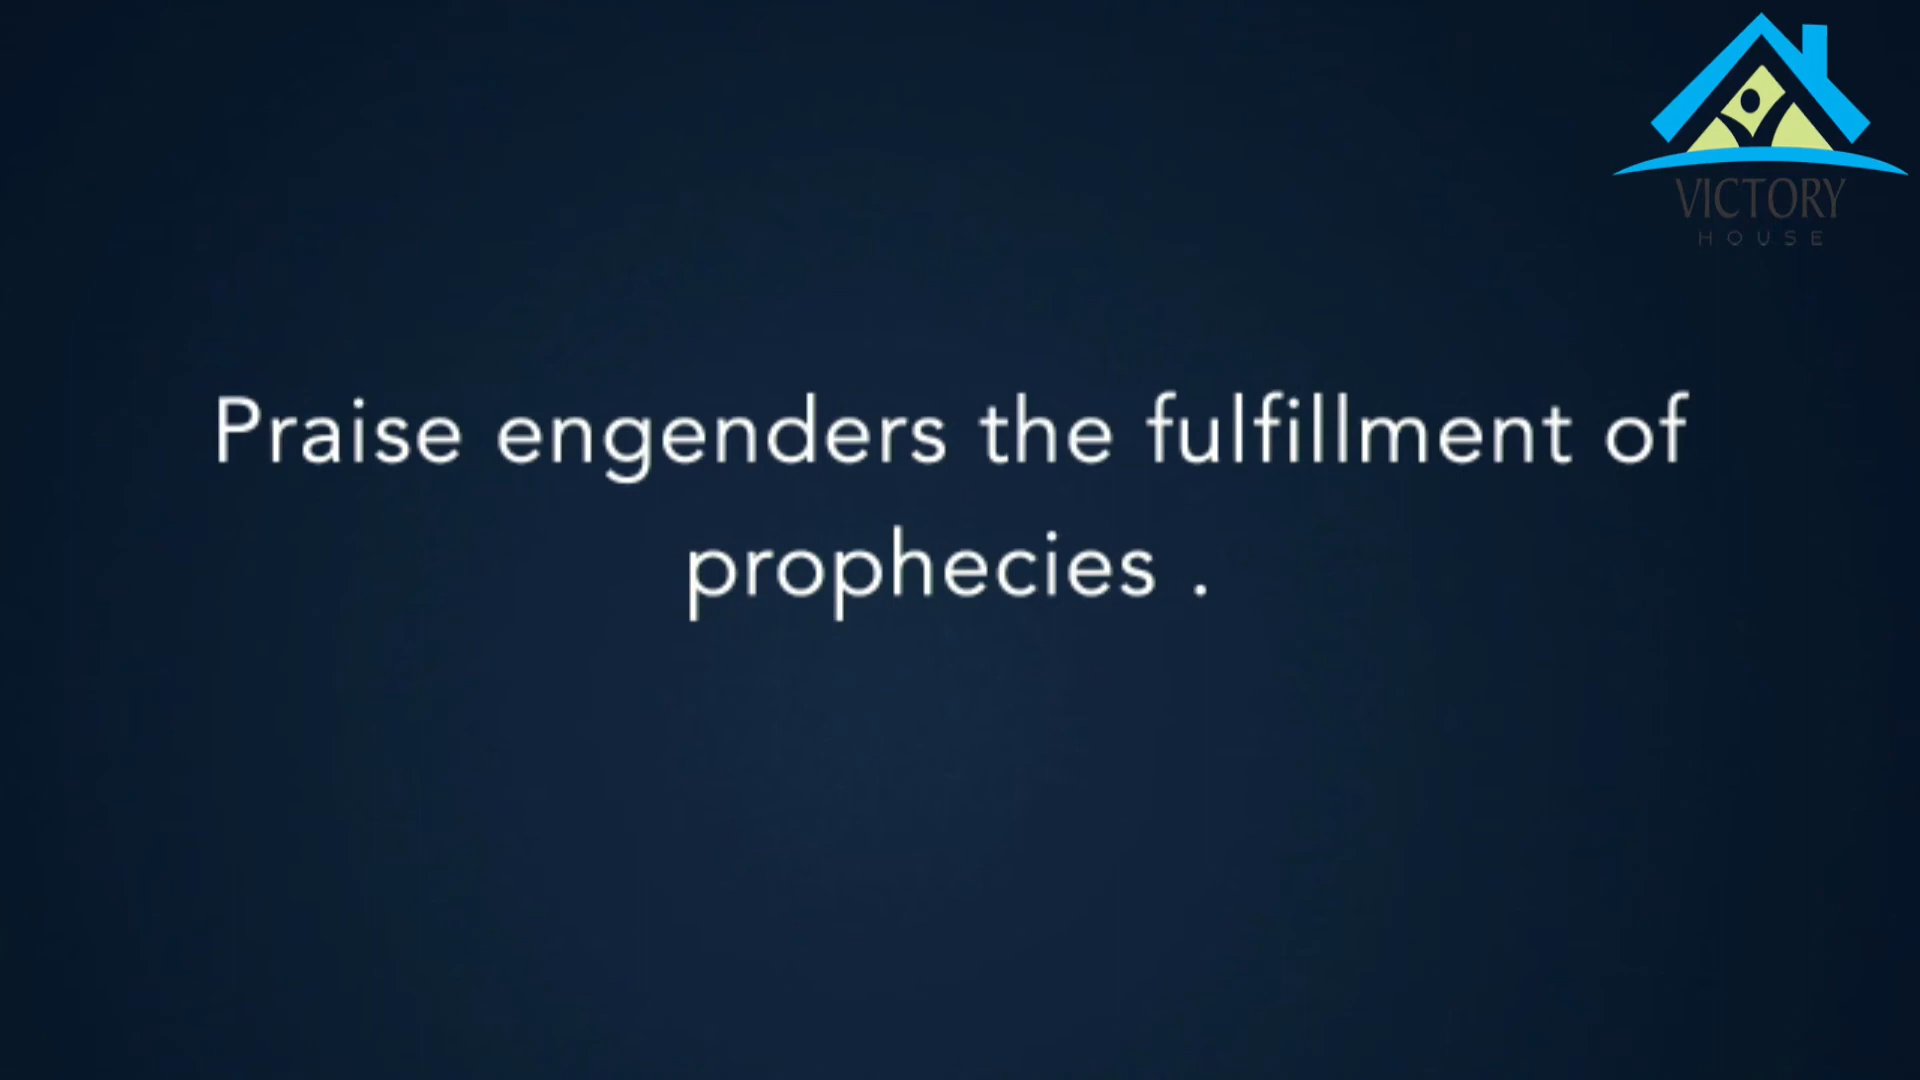 VICTORY
HOUSE
Praise engenders the fulfillment of
prophecies .